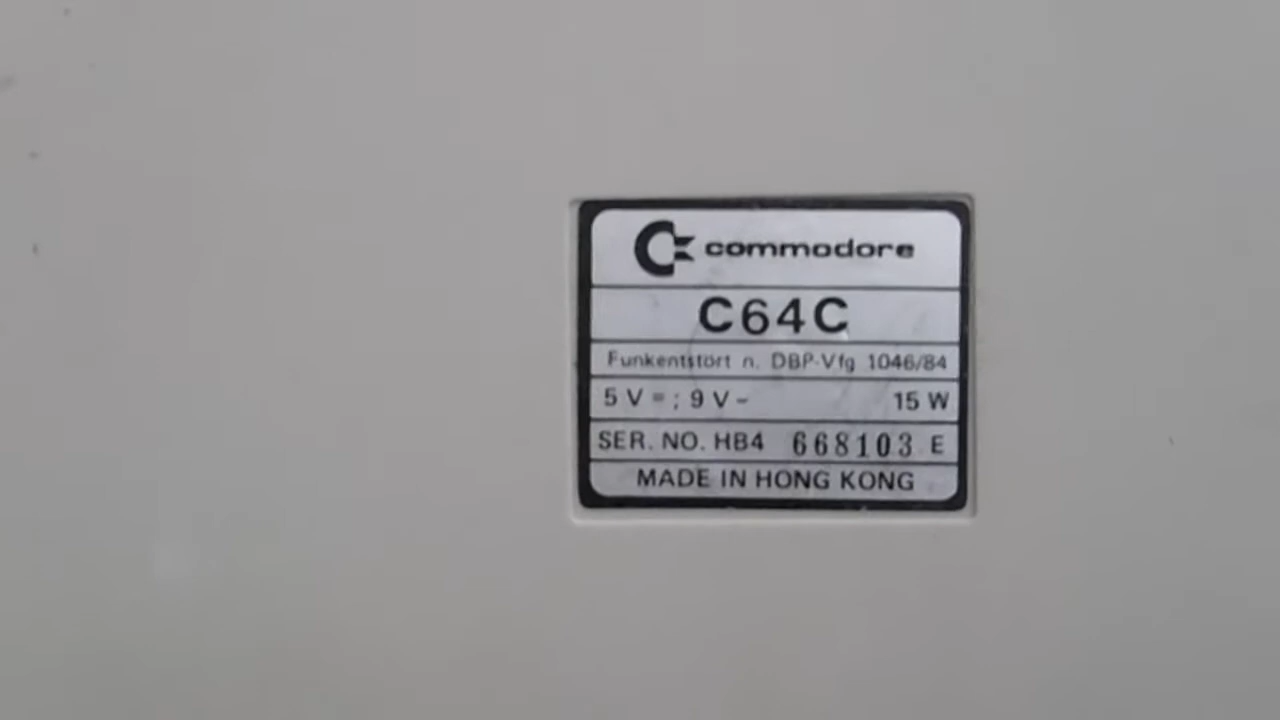 commodore
C64C
Funkentstört n. DBP-Vfg 1046/84
5 V = ; 9 V ~ 15 W
SER. NO. HB4 668103 E
MADE IN HONG KONG